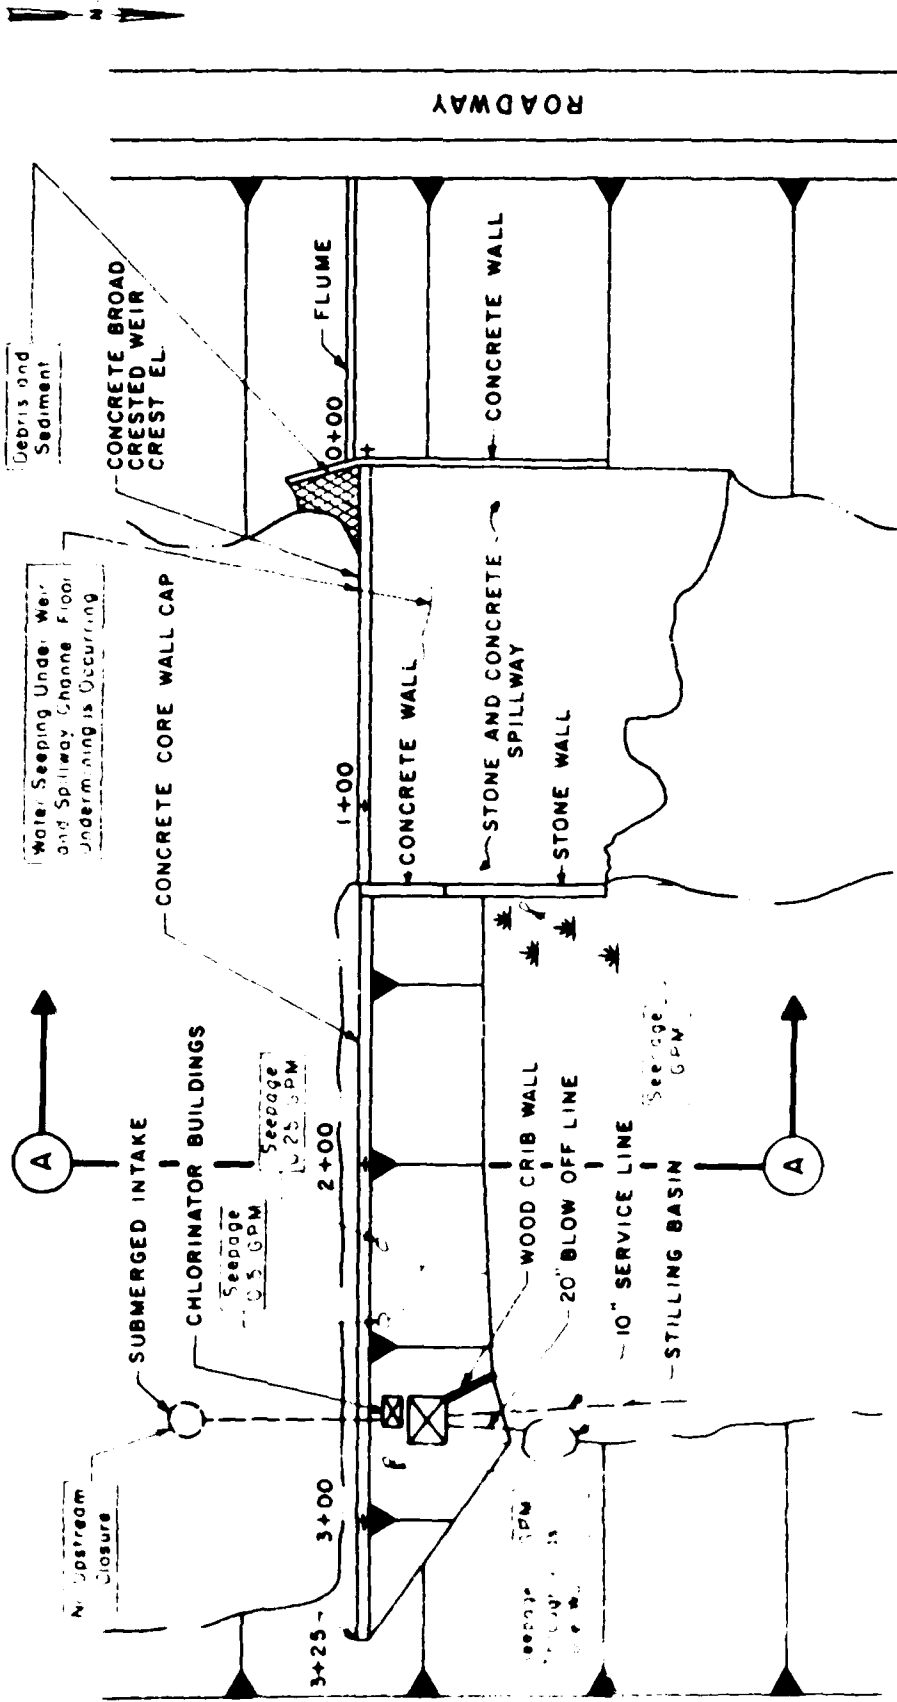 N
ROADWAY
Debris and
Sediment
CONCRETE BROAD
CRESTED WEIR
CREST EL.
FLUME
CONCRETE WALL
0+00
Water Seeping Under Weir
and Spillway Channel Floor
Undermining is Occurring
CONCRETE CORE WALL CAP
1+00
CONCRETE WALL
STONE AND CONCRETE
SPILLWAY
STONE WALL
A
A
SUBMERGED INTAKE
CHLORINATOR BUILDINGS
Seepage
0.5 GPM
Seepage
GPM
2+00
WOOD CRIB WALL
20" BLOW OFF LINE
10" SERVICE LINE
STILLING BASIN
Seepage
GPM
Upstream
Closure
3+00
3+25
GPM